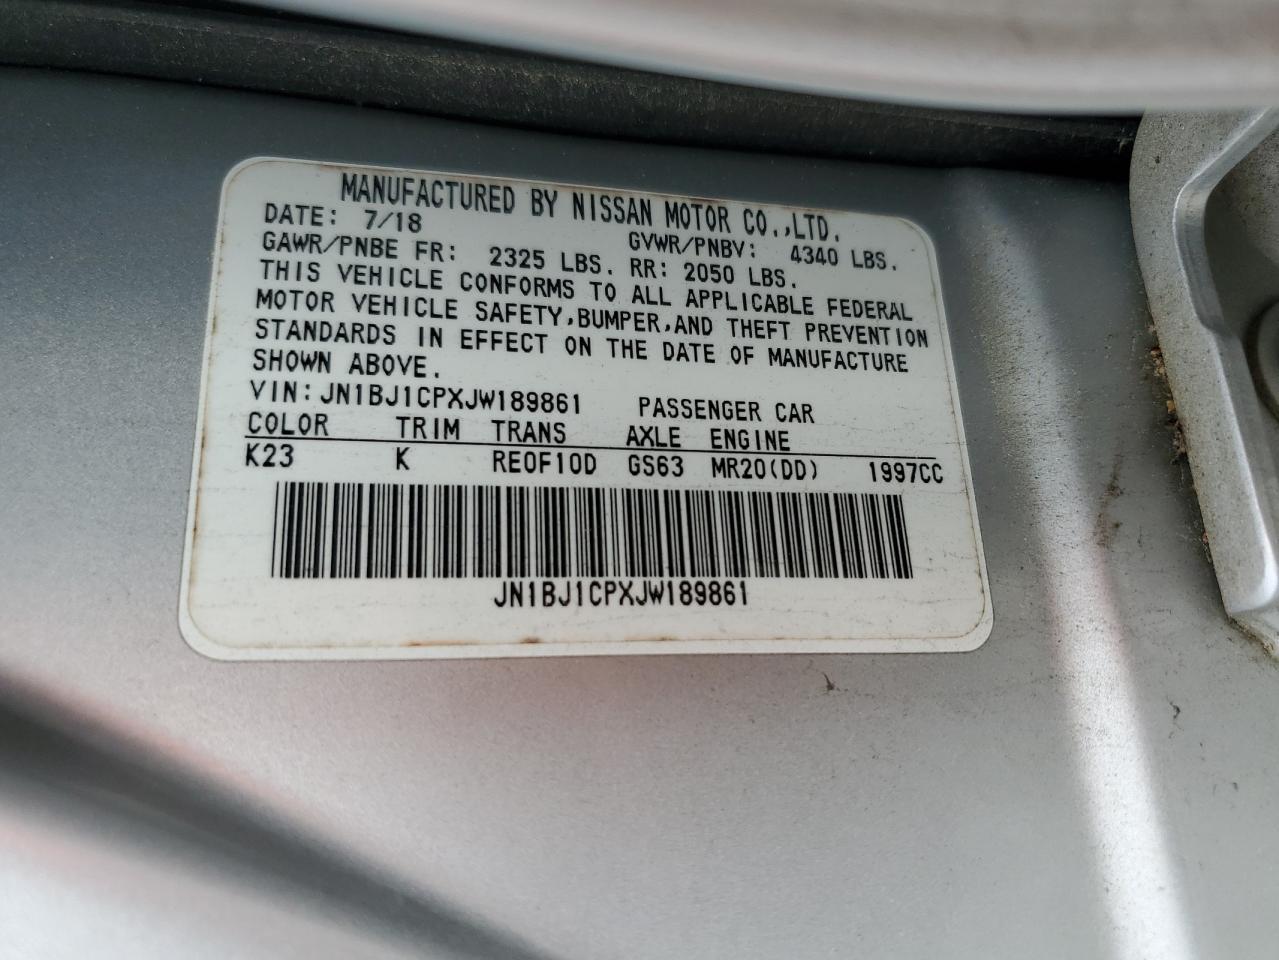 MANUFACTURED BY NISSAN MOTOR CO.,LTD.
DATE: 7/18 GVWR/PNBV: 4340 LBS.
GAWR/PNBE FR: 2325 LBS. RR: 2050 LBS.
THIS VEHICLE CONFORMS TO ALL APPLICABLE FEDERAL
MOTOR VEHICLE SAFETY,BUMPER,AND THEFT PREVENTION
STANDARDS IN EFFECT ON THE DATE OF MANUFACTURE
SHOWN ABOVE.
VIN:JN1BJ1CPXJW189861 PASSENGER CAR
COLOR TRIM TRANS AXLE ENGINE
K23 K RE0F10D GS63 MR20(DD) 1997CC
JN1BJ1CPXJW189861